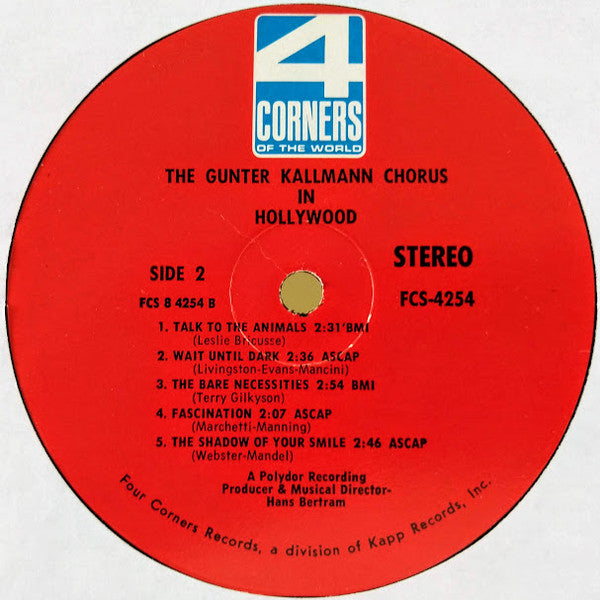 4
CORNERS
OF THE WORLD
THE GUNTER KALLMANN CHORUS
IN
HOLLYWOOD
SIDE 2
STEREO
FCS 8 4254 B
FCS-4254
1. TALK TO THE ANIMALS 2:31'BMI
(Leslie Bricusse)
2. WAIT UNTIL DARK 2:36 ASCAP
(Livingston-Evans-Mancini)
3. THE BARE NECESSITIES 2:54 BMI
(Terry Gilkyson)
4. FASCINATION 2:07 ASCAP
(Marchetti-Manning)
5. THE SHADOW OF YOUR SMILE 2:46 ASCAP
(Webster-Mandel)
A Polydor Recording
Producer & Musical Director-
Hans Bertram
Four Corners Records, a division of Kapp Records, Inc.